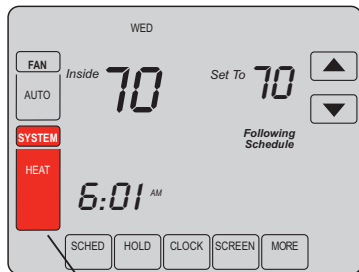 WED
FAN
AUTO
Inside 70
Set To 70
SYSTEM
HEAT
Following
Schedule
6:01 AM
SCHED HOLD CLOCK SCREEN MORE